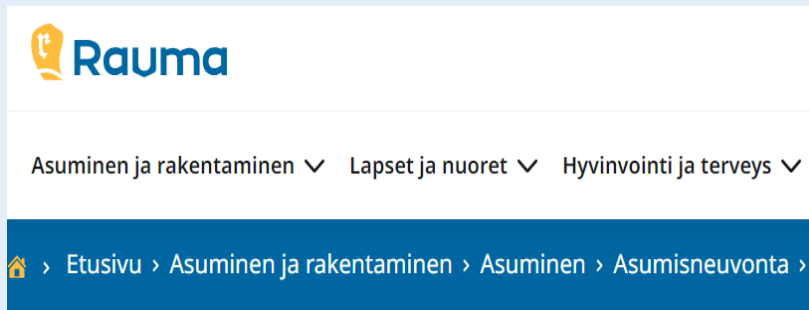 Rauma
Asuminen ja rakentaminen Lapset ja nuoret Hyvinvointi ja terveys
› Etusivu › Asuminen ja rakentaminen › Asuminen › Asumisneuvonta ›